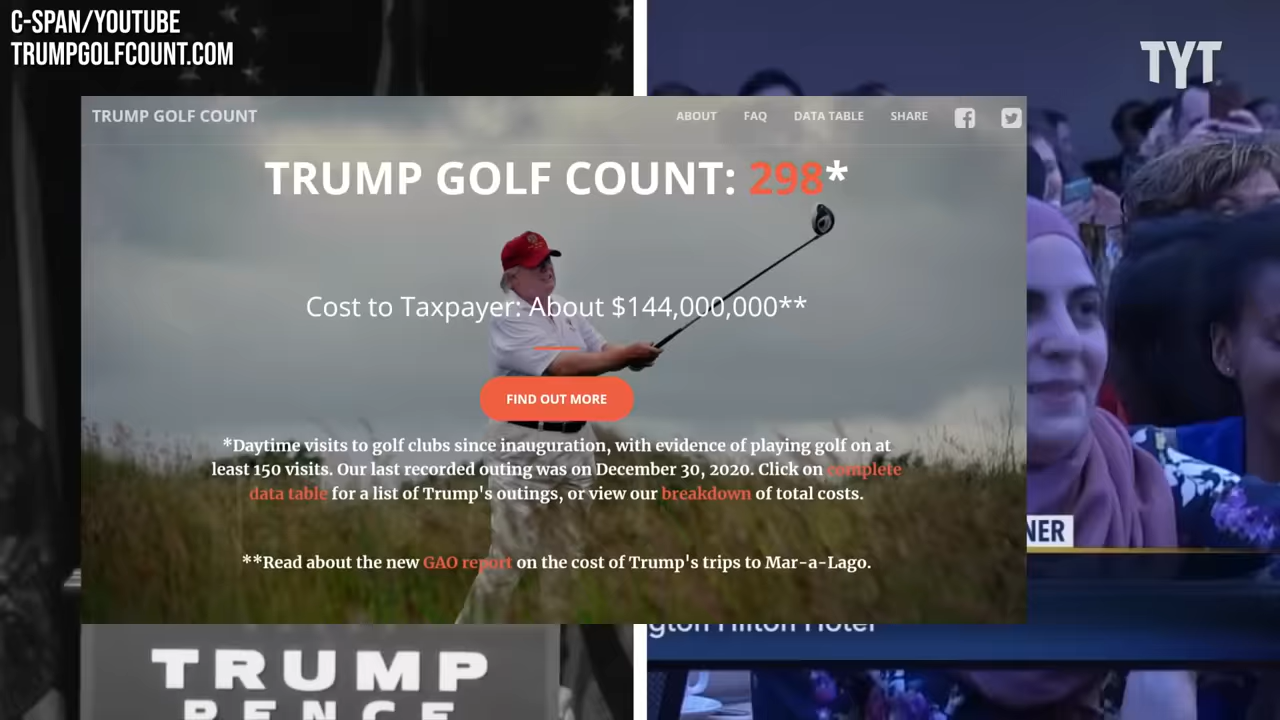 C-SPAN/YOUTUBE
TRUMPGOLFCOUNT.COM
TYT
TRUMP GOLF COUNT
ABOUT FAQ DATA TABLE SHARE
TRUMP GOLF COUNT: 298*
Cost to Taxpayer: About $144,000,000**
FIND OUT MORE
*Daytime visits to golf clubs since inauguration, with evidence of playing golf on at
least 150 visits. Our last recorded outing was on December 30, 2020. Click on complete
data table for a list of Trump's outings, or view our breakdown of total costs.
**Read about the new GAO report on the cost of Trump's trips to Mar-a-Lago.
NER
gton Hilton Hotel
TRUMP
PENCE